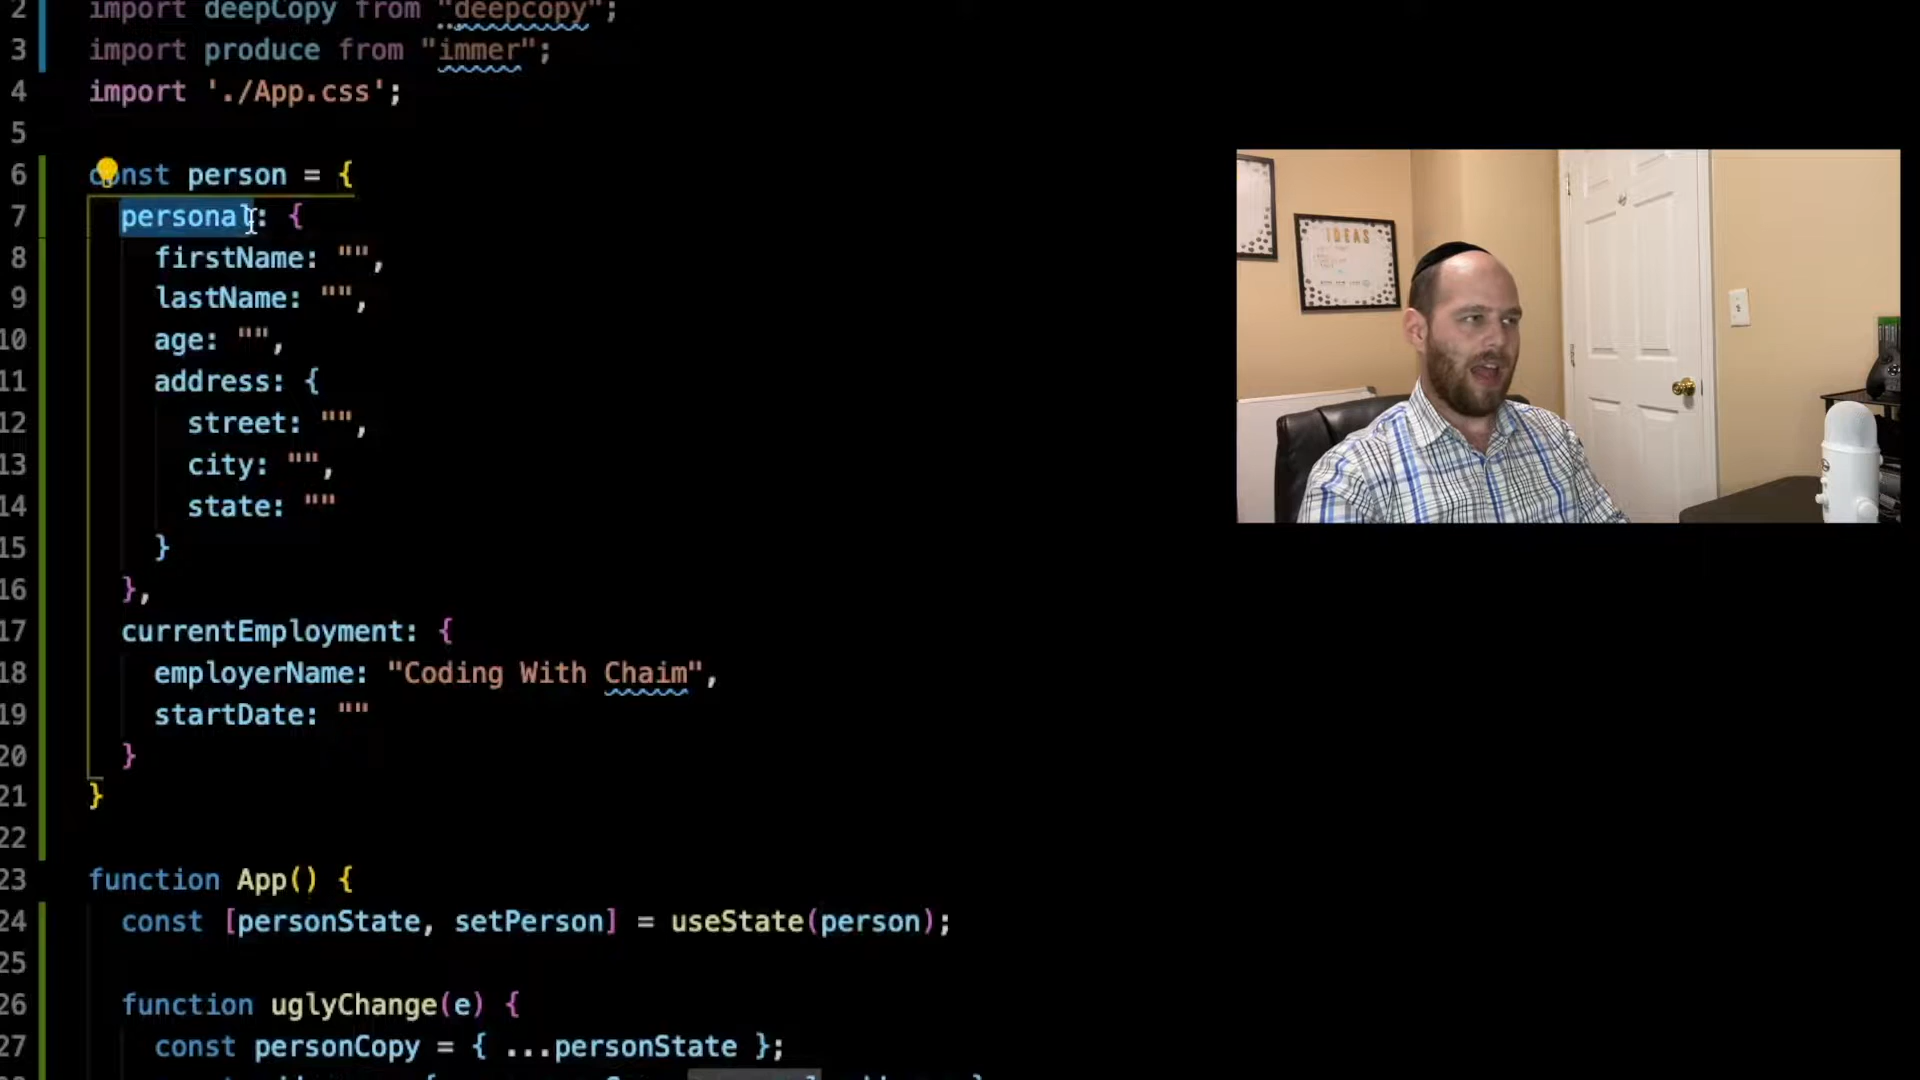 2 import deepCopy from "deepcopy";
3 import produce from "immer";
4 import './App.css';
5
6 const person = {
7 personal: {
8 firstName: "",
9 lastName: "",
10 age: "",
11 address: {
12 street: "",
13 city: "",
14 state: ""
15 }
16 },
17 currentEmployment: {
18 employerName: "Coding With Chaim",
19 startDate: ""
20 }
21 }
22
23 function App() {
24 const [personState, setPerson] = useState(person);
25
26 function uglyChange(e) {
27 const personCopy = { ...personState };
IDEAS